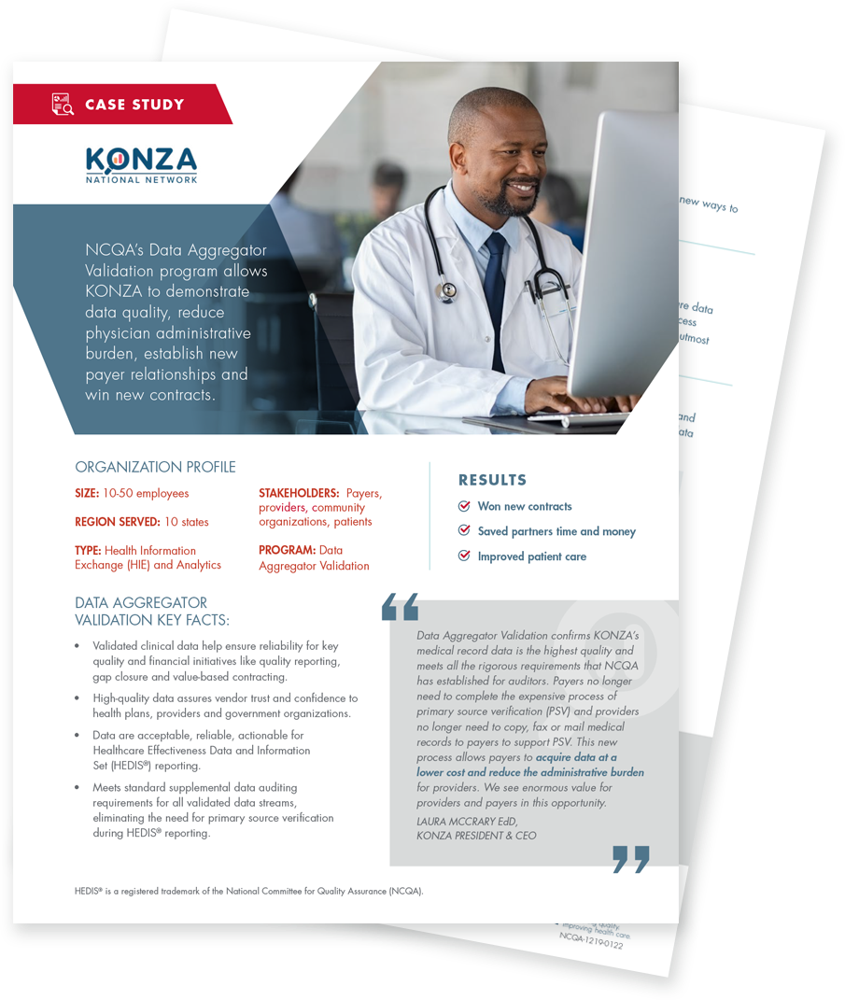 CASE STUDY
KONZA
NATIONAL NETWORK
NCQA's Data Aggregator
Validation program allows
KONZA to demonstrate
data quality, reduce
physician administrative
burden, establish new
payer relationships and
win new contracts.
ORGANIZATION PROFILE
SIZE: 10-50 employees
REGION SERVED: 10 states
TYPE: Health Information
Exchange (HIE) and Analytics
STAKEHOLDERS: Payers,
providers, community
organizations, patients
PROGRAM: Data
Aggregator Validation
RESULTS
Won new contracts
Saved partners time and money
Improved patient care
DATA AGGREGATOR
VALIDATION KEY FACTS:
• Validated clinical data help ensure reliability for key
quality and financial initiatives like quality reporting,
gap closure and value-based contracting.
• High-quality data assures vendor trust and confidence to
health plans, providers and government organizations.
• Data are acceptable, reliable, actionable for
Healthcare Effectiveness Data and Information
Set (HEDIS®) reporting.
• Meets standard supplemental data auditing
requirements for all validated data streams,
eliminating the need for primary source verification
during HEDIS® reporting.
“
Data Aggregator Validation confirms KONZA's
medical record data is the highest quality and
meets all the rigorous requirements that NCQA
has established for auditors. Payers no longer
need to complete the expensive process of
primary source verification (PSV) and providers
no longer need to copy, fax or mail medical
records to payers to support PSV. This new
process allows payers to acquire data at a
lower cost and reduce the administrative burden
for providers. We see enormous value for
providers and payers in this opportunity.
LAURA MCCRARY EdD,
KONZA PRESIDENT & CEO
”
HEDIS® is a registered trademark of the National Committee for Quality Assurance (NCQA).
new ways to
data
utmost
and
quality.
improving health care.
NCQA-1219-0122